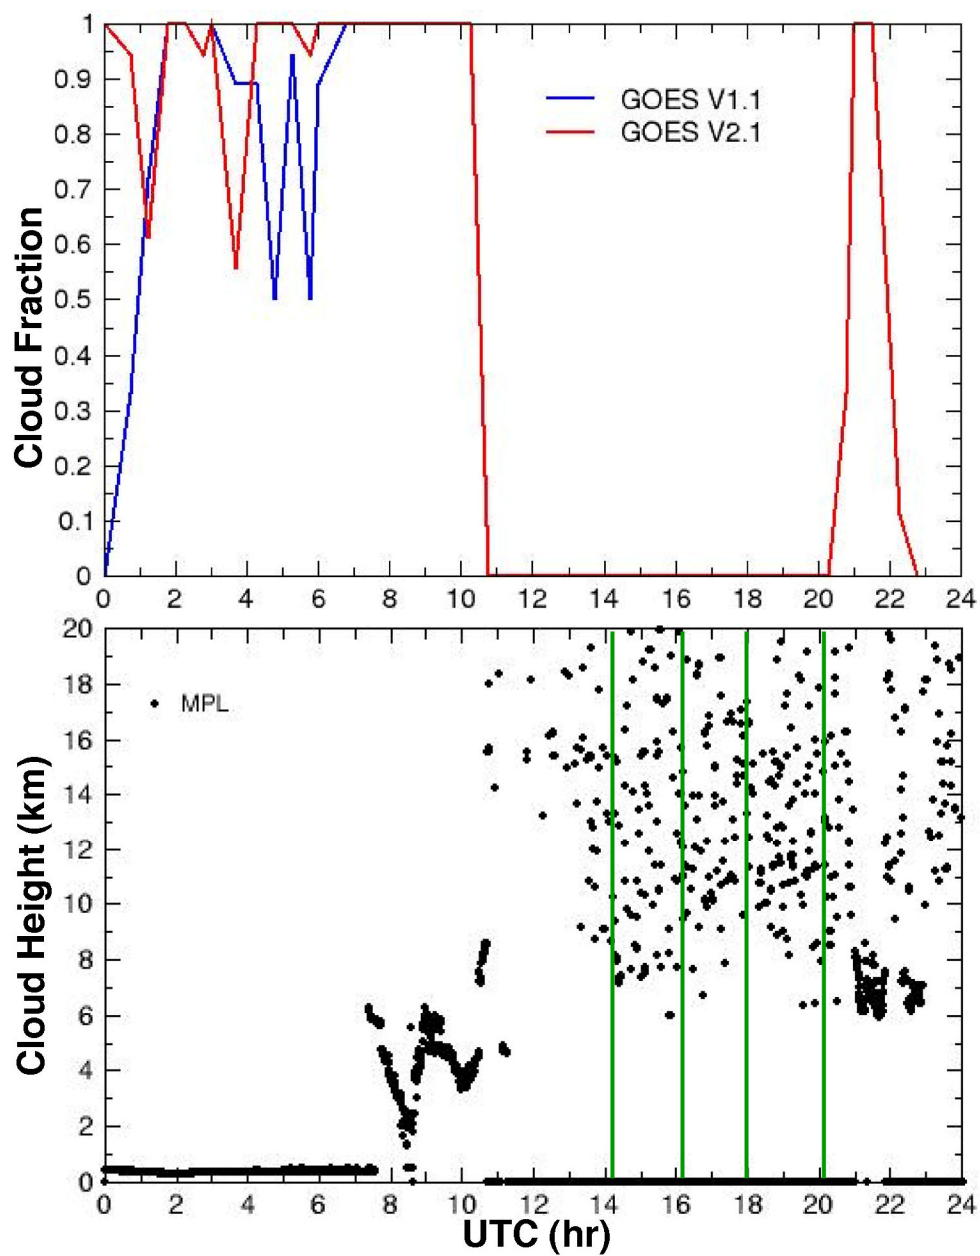 Cloud Fraction
1
0.9
0.8
0.7
0.6
0.5
0.4
0.3
0.2
0.1
0
GOES V1.1
GOES V2.1
0 2 4 6 8 10 12 14 16 18 20 22 24
Cloud Height (km)
20
18
16
14
12
10
8
6
4
2
0
MPL
0 2 4 6 8 10 12 14 16 18 20 22 24
UTC (hr)